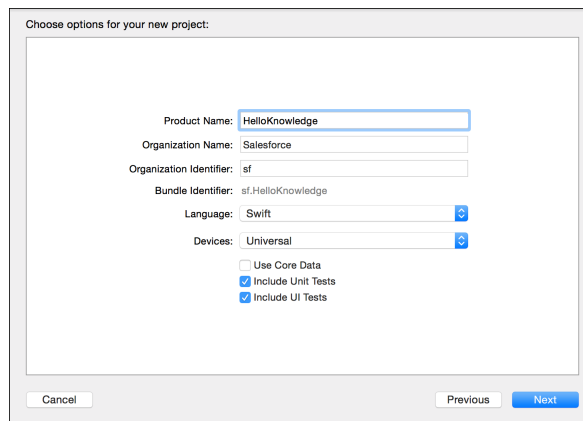 Choose options for your new project:
Product Name: HelloKnowledge
Organization Name: Salesforce
Organization Identifier: sf
Bundle Identifier: sf.HelloKnowledge
Language: Swift
Devices: Universal
Use Core Data
Include Unit Tests
Include UI Tests
Cancel Previous Next